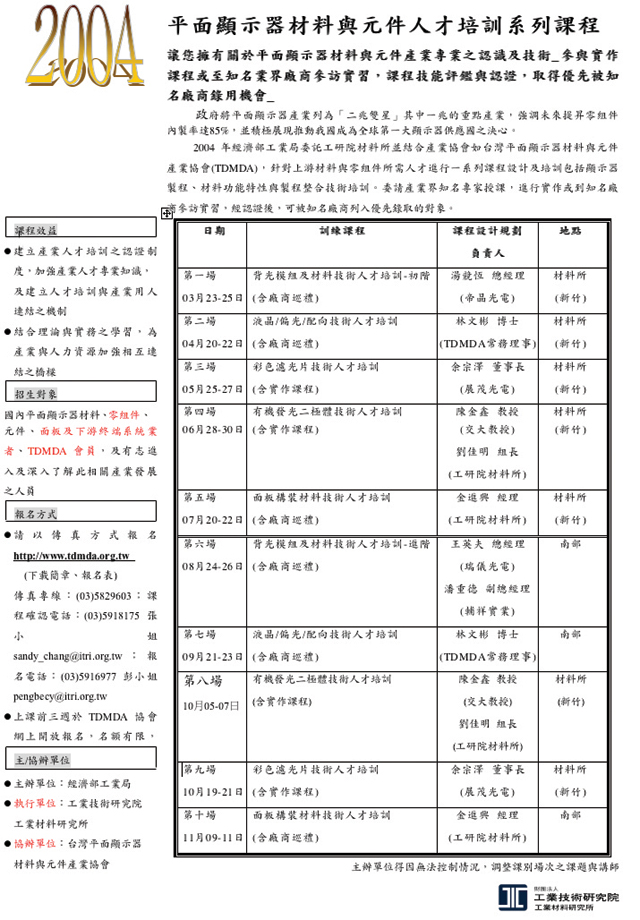 2004
平面顯示器材料與元件人才培訓系列課程
讓您擁有關於平面顯示器材料與元件產業專業之認識及技術_參與實作
課程或至知名業界廠商參訪實習，課程技能評鑑與認證，取得優先被知
名廠商錄用機會_
政府將平面顯示器產業列為「二兆雙星」其中一兆的重點產業，強調未來提昇零組件
內製率達85%，並積極展現推動我國成為全球第一大顯示器供應國之決心。
2004 年經濟部工業局委託工研院材料所並結合產業協會如台灣平面顯示器材料與元件
產業協會(TDMDA)，針對上游材料與零組件所需人才進行一系列課程設計及培訓包括顯示器
製程、材料功能特性與製程整合技術培訓。委請產業界知名專家授課，進行實作或到知名廠
商參訪實習，經認證後，可被知名廠商列入優先錄取的對象。
課程效益
●建立產業人才培訓之認證制
度，加強產業人才專業知識，
及建立人才培訓與產業用人
連結之機制
●結合理論與實務之學習，為
產業與人力資源加強相互連
結之橋樑
招生對象
國內平面顯示器材料、零組件、
元件、面板及下游終端系統業
者、TDMDA 會員，及有志進
入及深入了解此相關產業發展
之人員
報名方式
●請以傳真方式報名
http://www.tdmda.org.tw
(下載簡章、報名表)
傳真專線：(03)5829603；課
程確認電話：(03)5918175 張
小姐
sandy_chang@itri.org.tw ；報
名電話：(03)5916977 彭小姐
pengbecy@itri.org.tw
●上課前三週於 TDMDA 協會
網上開放報名，名額有限，
主/協辦單位
●主辦單位：經濟部工業局
●執行單位：工業技術研究院
工業材料研究所
●協辦單位：台灣平面顯示器
材料與元件產業協會
日期 訓練課程 課程設計規劃 地點
負責人
第一場 背光模組及材料技術人才培訓-初階 湯競恆 總經理 材料所
03月23-25日 (含廠商巡禮) (帝晶光電) (新竹)
第二場 液晶/偏光/配向技術人才培訓 林文彬 博士 材料所
04月20-22日 (含廠商巡禮) (TDMDA常務理事) (新竹)
第三場 彩色濾光片技術人才培訓 余宗澤 董事長 材料所
05月25-27日 (含實作課程) (展茂光電) (新竹)
第四場 有機發光二極體技術人才培訓 陳金鑫 教授 材料所
06月28-30日 (含實作課程) (交大教授) (新竹)
劉佳明 組長
(工研院材料所)
第五場 面板構裝材料技術人才培訓 金進興 經理 材料所
07月20-22日 (含廠商巡禮) (工研院材料所) (新竹)
第六場 背光模組及材料技術人才培訓-進階 王英夫 總經理 南部
08月24-26日 (含廠商巡禮) (瑞儀光電)
潘重德 副總經理
(輔祥實業)
第七場 液晶/偏光/配向技術人才培訓 林文彬 博士 南部
09月21-23日 (含廠商巡禮) (TDMDA常務理事)
第八場 有機發光二極體技術人才培訓 陳金鑫 教授 材料所
10月05-07日 (含實作課程) (交大教授) (新竹)
劉佳明 組長
(工研院材料所)
第九場 彩色濾光片技術人才培訓 余宗澤 董事長 材料所
10月19-21日 (含實作課程) (展茂光電) (新竹)
第十場 面板構裝材料技術人才培訓 金進興 經理 南部
11月09-11日 (含廠商巡禮) (工研院材料所)
主辦單位得因無法控制情況，調整課別場次之課題與講師
財團法人
工業技術研究院
工業材料研究所